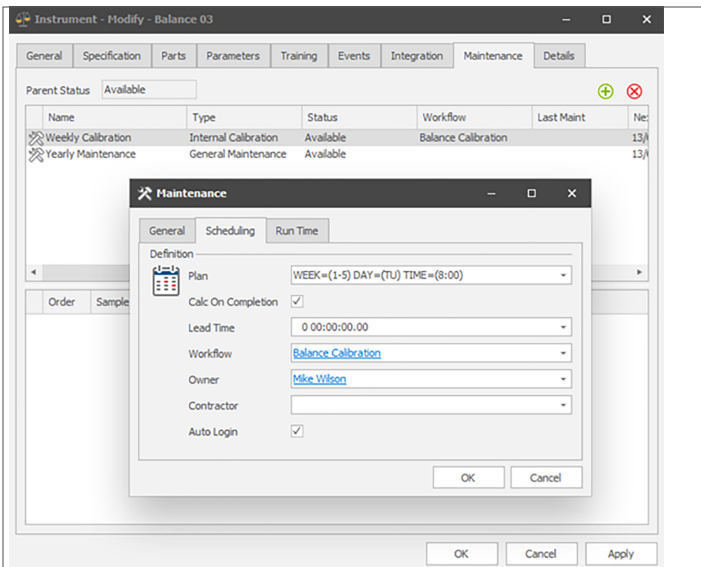 Instrument - Modify - Balance 03
General Specification Parts Parameters Training Events Integration Maintenance Details
Parent Status Available
Name Type Status Workflow Last Maint
Weekly Calibration Internal Calibration Available Balance Calibration
Yearly Maintenance General Maintenance Available
Maintenance
General Scheduling Run Time
Definition
Plan WEEK=(1-5) DAY=(TU) TIME=(8:00)
Calc On Completion
Order Sample
Lead Time 0 00:00:00.00
Workflow Balance Calibration
Owner Mike Wilson
Contractor
Auto Login
OK Cancel
OK Cancel Apply